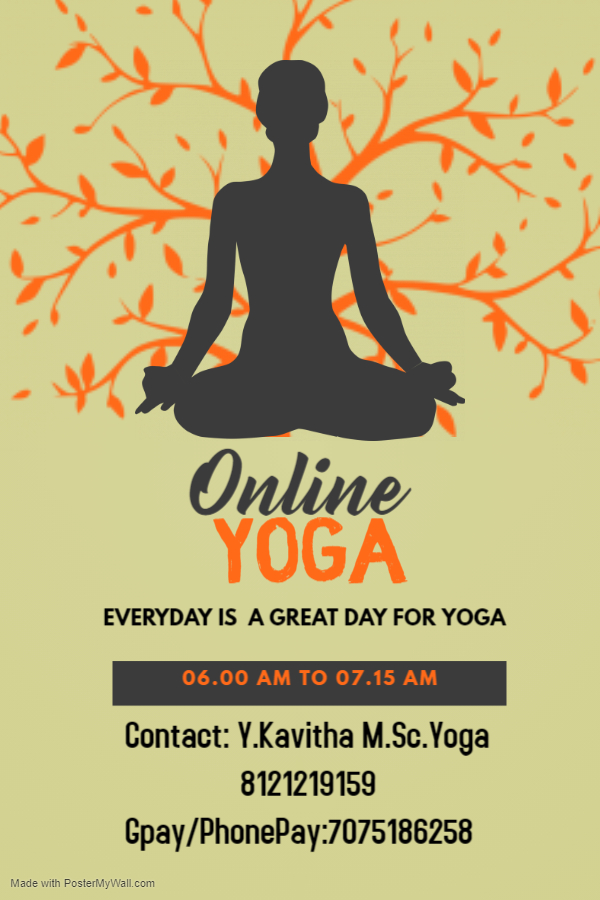 Online
YOGA
EVERYDAY IS A GREAT DAY FOR YOGA
06.00 AM TO 07.15 AM
Contact: Y.Kavitha M.Sc.Yoga
8121219159
Gpay/PhonePay:7075186258
Made with PosterMyWall.com